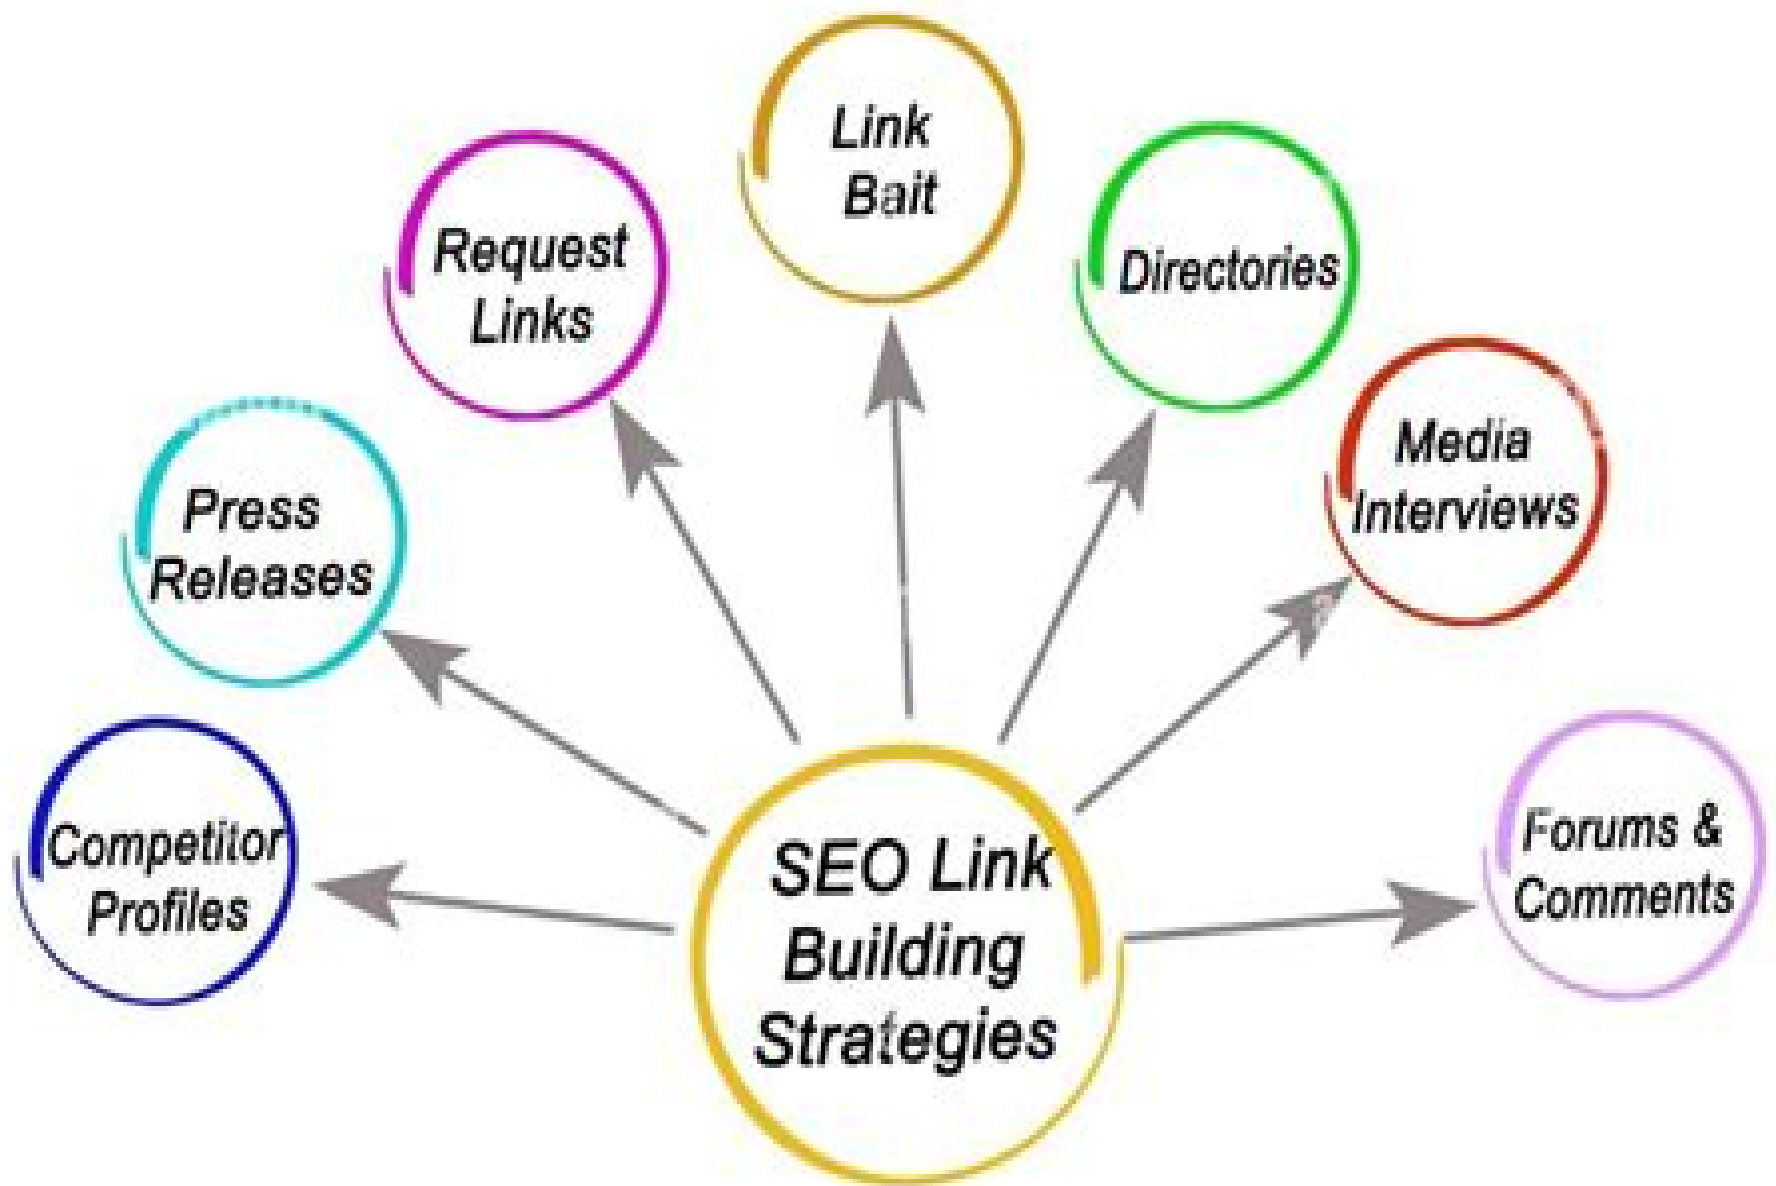 Link
Bait
Request
Links
Directories
Media
Interviews
Press
Releases
Competitor
Profiles
Forums &
Comments
SEO Link
Building
Strategies